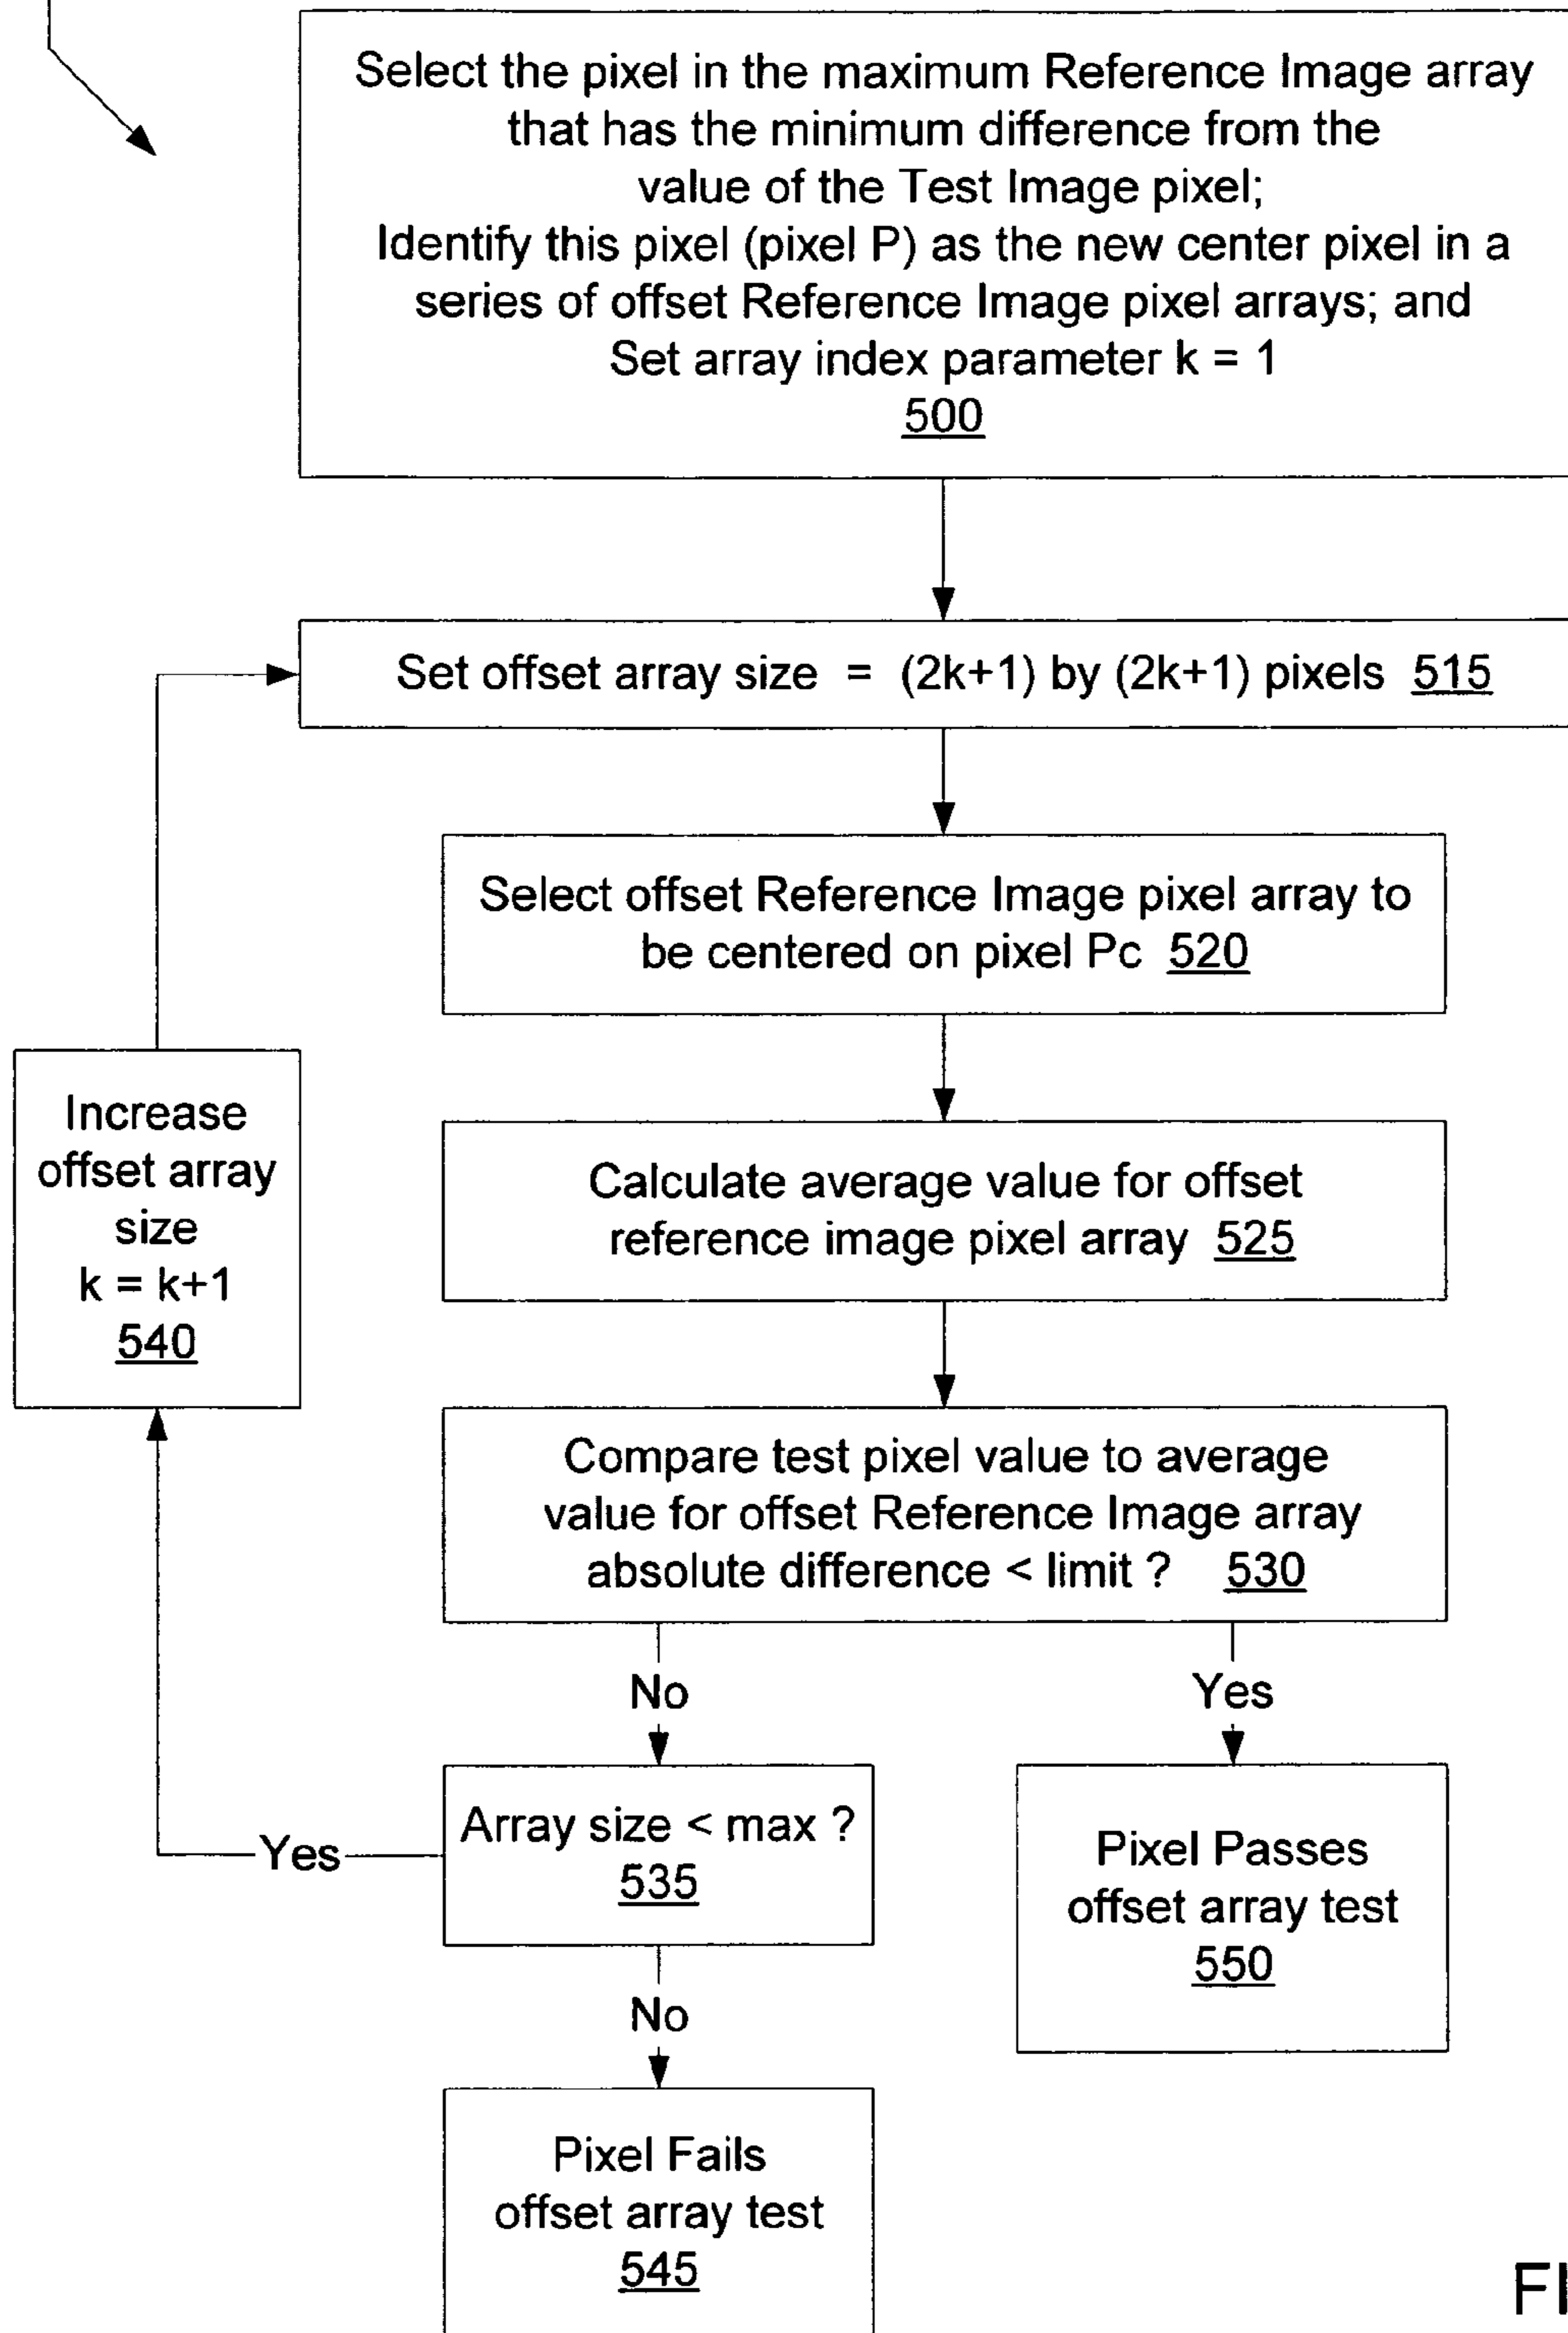 Select the pixel in the maximum Reference Image array
that has the minimum difference from the
value of the Test Image pixel;
Identify this pixel (pixel P) as the new center pixel in a
series of offset Reference Image pixel arrays; and
Set array index parameter k = 1
500
Set offset array size = (2k+1) by (2k+1) pixels 515
Select offset Reference Image pixel array to
be centered on pixel Pc 520
Calculate average value for offset
reference image pixel array 525
Increase
offset array
size
k = k+1
540
Compare test pixel value to average
value for offset Reference Image array
absolute difference < limit ? 530
No
Yes
Array size < max ?
535
Yes
Pixel Passes
offset array test
550
No
Pixel Fails
offset array test
545